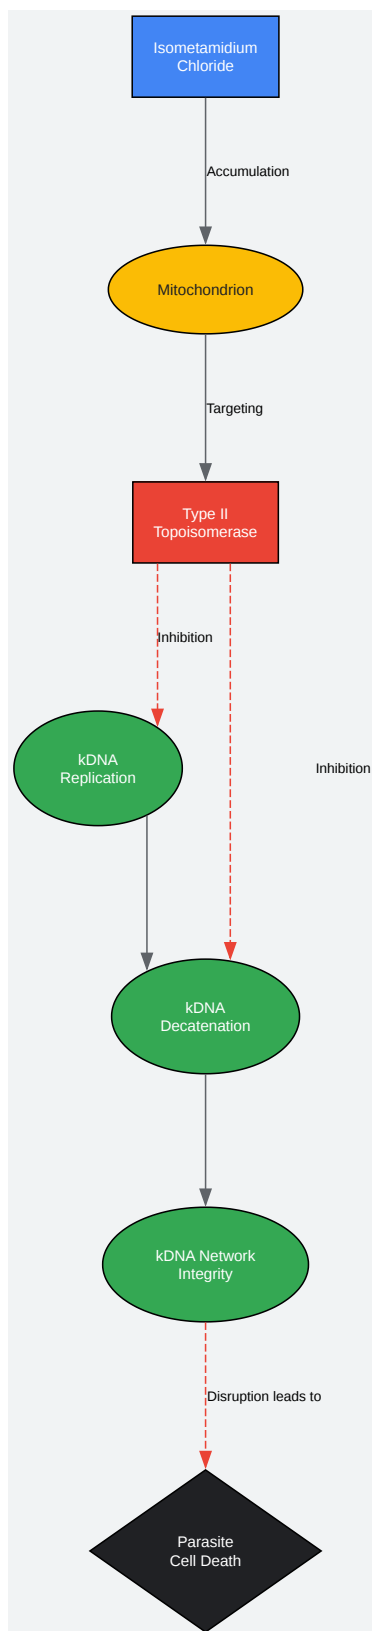 Isometamidium
Chloride
Accumulation
Mitochondrion
Targeting
Type II
Topoisomerase
Inhibition
kDNA
Replication
Inhibition
kDNA
Decatenation
kDNA Network
Integrity
Disruption leads to
Parasite
Cell Death